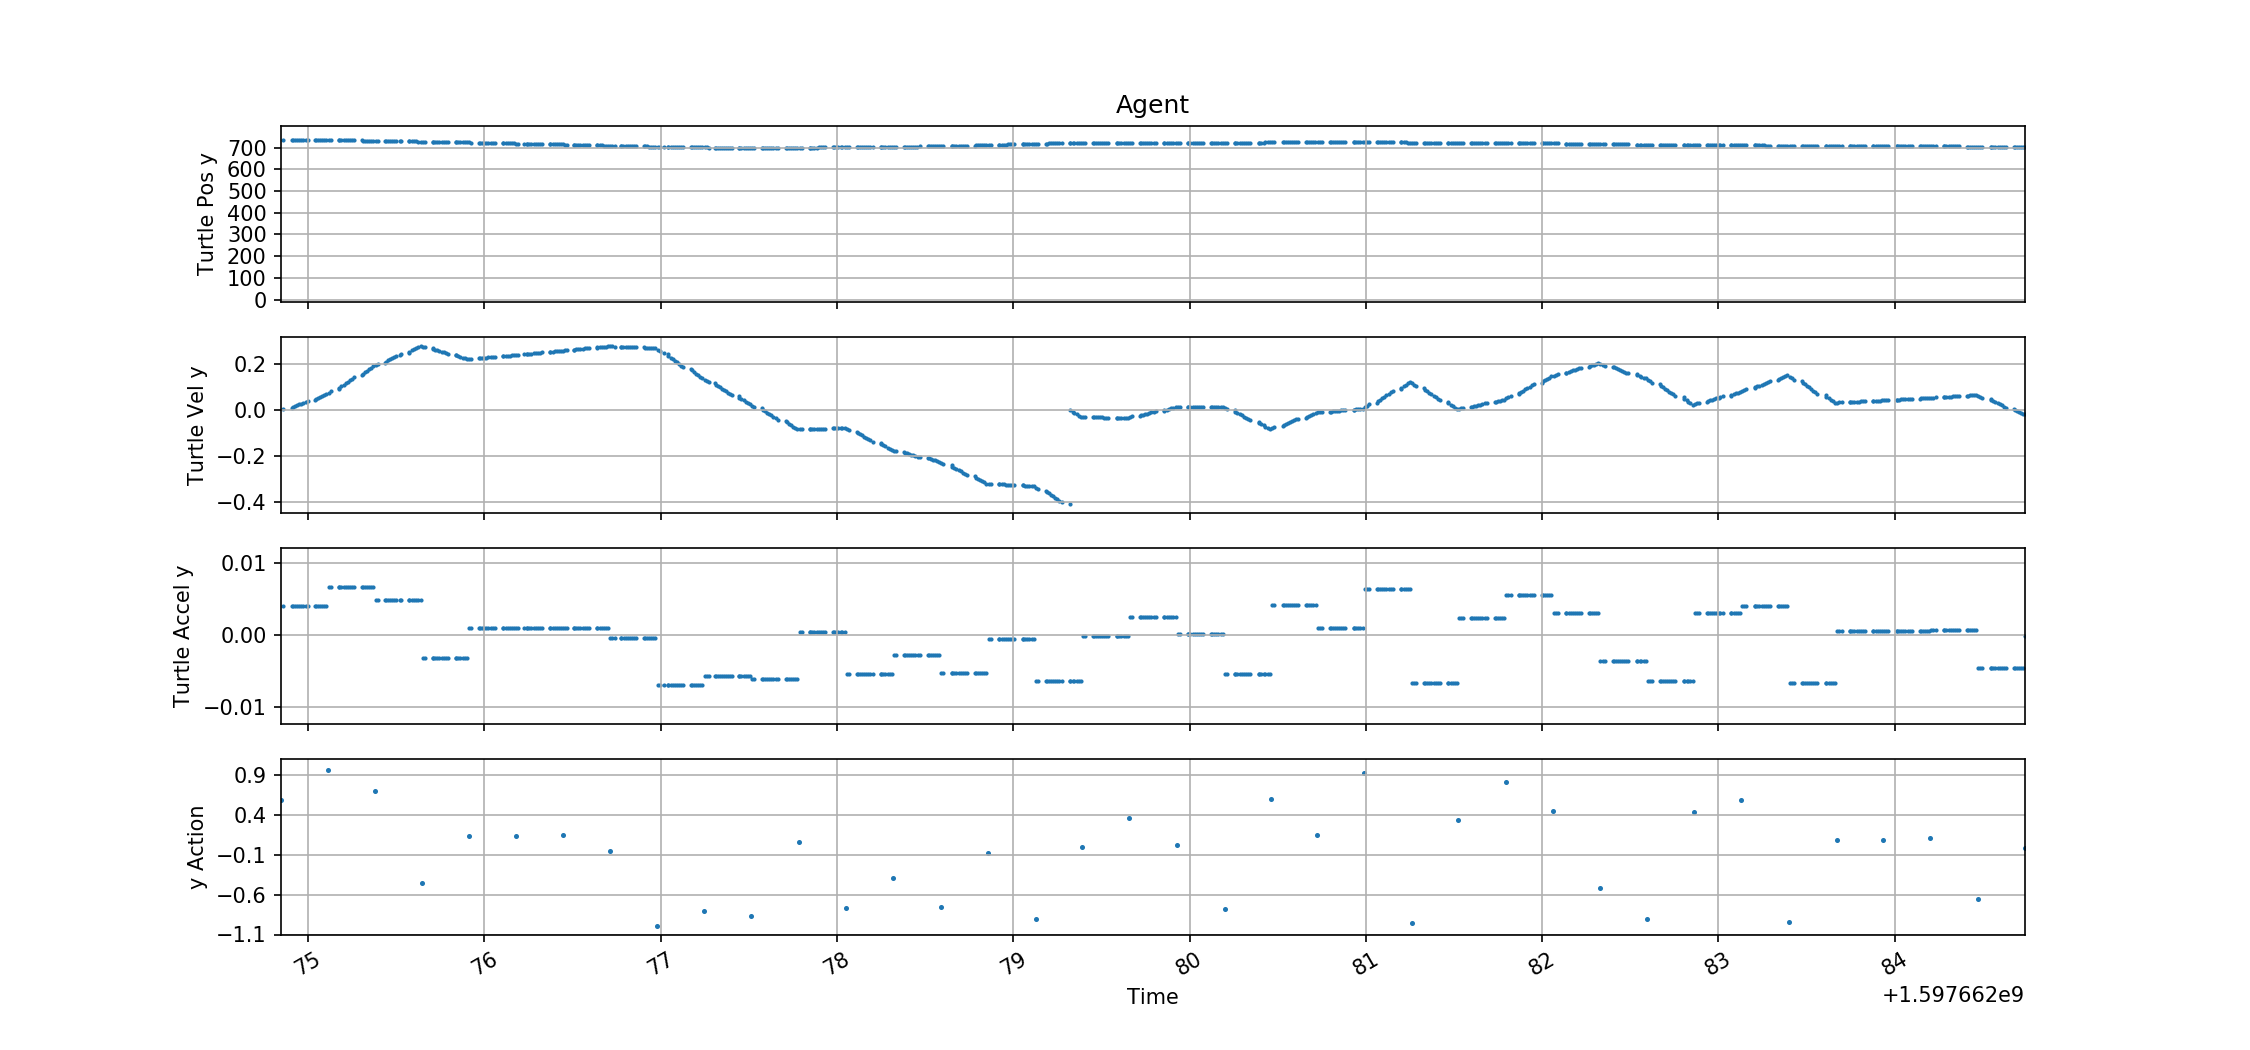 Agent
700
600
500
400
300
200
100
0
Turtle Pos y
0.2
0.0
−0.2
−0.4
Turtle Vel y
0.01
0.00
−0.01
Turtle Accel y
0.9
0.4
−0.1
−0.6
−1.1
y Action
75 76 77 78 79 80 81 82 83 84
Time
+1.597662e9